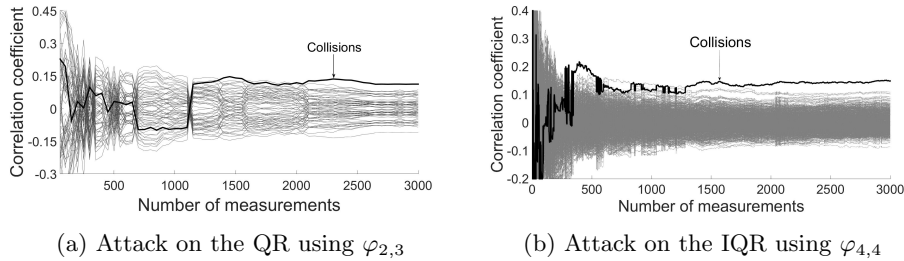 0.45
0.3
0.15
0
-0.15
-0.3
Correlation coefficient
Collisions
500 1000 1500 2000 2500 3000
Number of measurements
(a) Attack on the QR using φ2,3
0.4
0.3
0.2
0.1
0
-0.1
-0.2
Correlation coefficient
Collisions
0 500 1000 1500 2000 2500 3000
Number of measurements
(b) Attack on the IQR using φ4,4